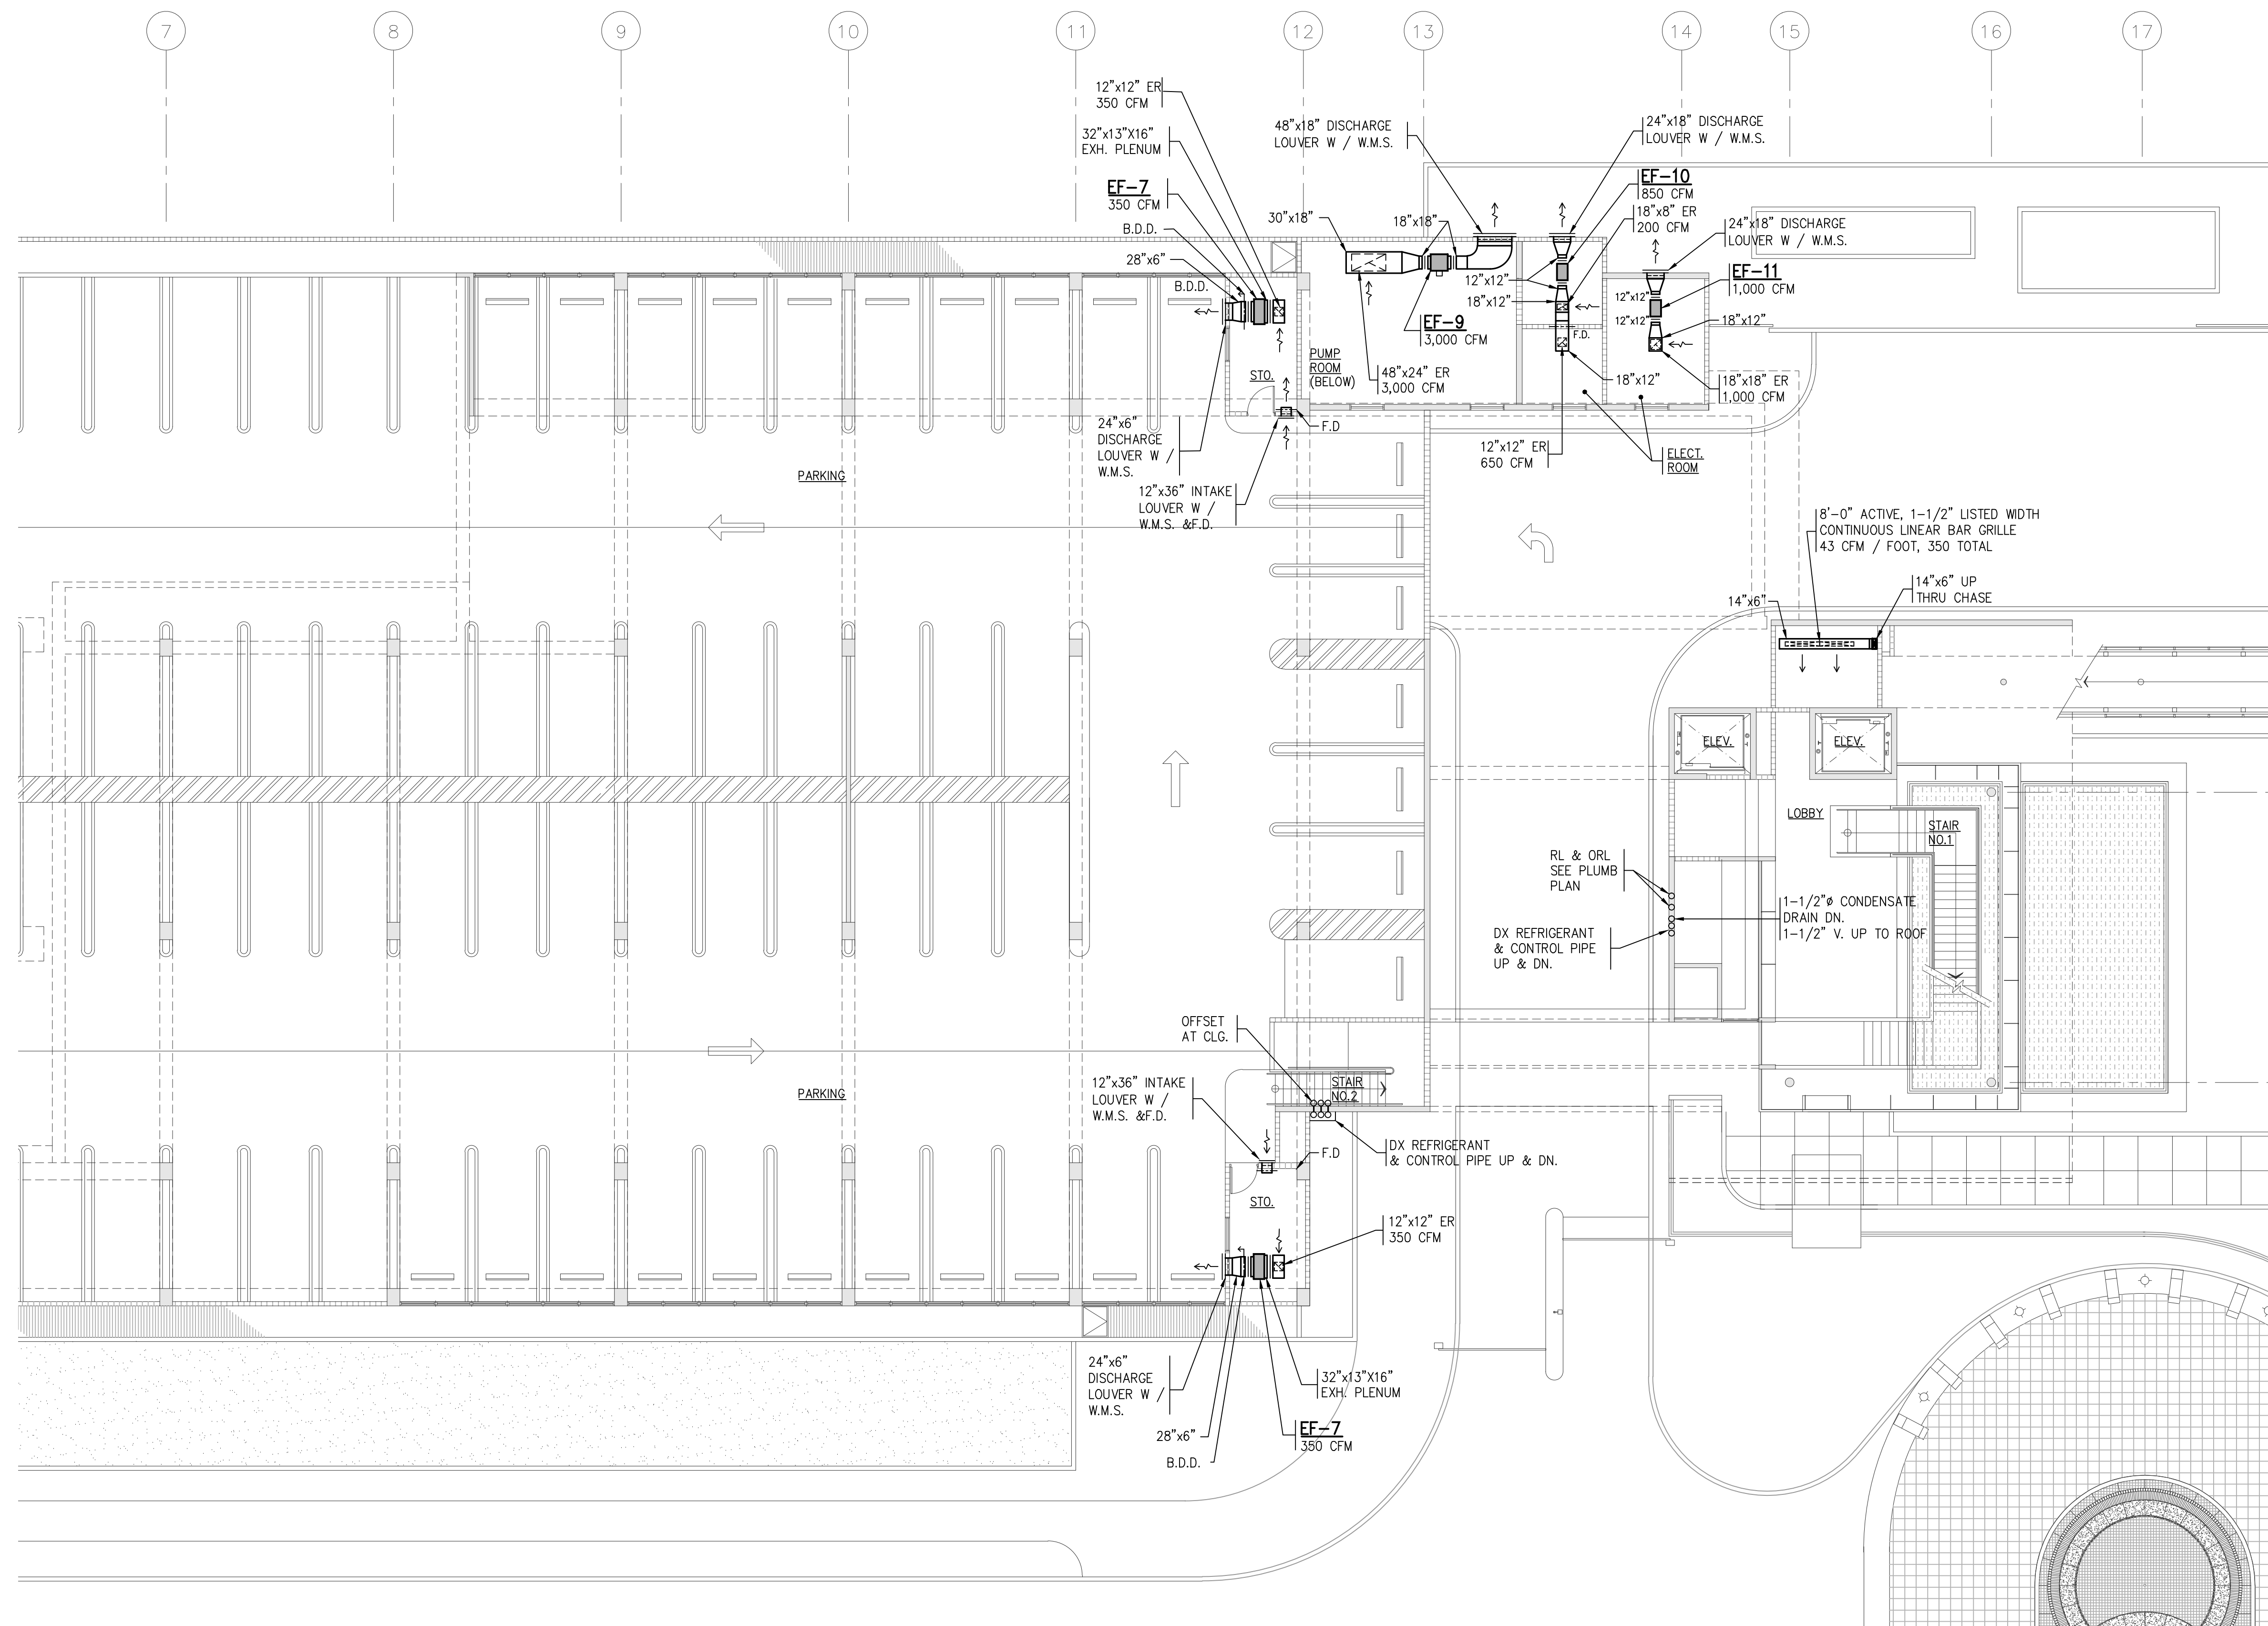 7
8
9
10
11
12
13
14
15
16
17
12"x12" ER
350 CFM
32"x13"X16"
EXH. PLENUM
EF-7
350 CFM
B.D.D.
28"x6"
B.D.D.
48"x18" DISCHARGE
LOUVER W / W.M.S.
30"x18"
18"x18"
24"x18" DISCHARGE
LOUVER W / W.M.S.
EF-10
850 CFM
18"x8" ER
200 CFM
24"x18" DISCHARGE
LOUVER W / W.M.S.
EF-11
1,000 CFM
12"x12"
18"x12"
12"x12"
12"x12"
18"x12"
EF-9
3,000 CFM
F.D.
PUMP
ROOM
(BELOW)
48"x24" ER
3,000 CFM
18"x12"
18"x18" ER
1,000 CFM
STO.
F.D
24"x6"
DISCHARGE
LOUVER W /
W.M.S.
12"x12" ER
650 CFM
ELECT.
ROOM
PARKING
12"x36" INTAKE
LOUVER W /
W.M.S. &F.D.
8'-0" ACTIVE, 1-1/2" LISTED WIDTH
CONTINUOUS LINEAR BAR GRILLE
43 CFM / FOOT, 350 TOTAL
14"x6" UP
THRU CHASE
14"x6"
ELEV.
ELEV.
LOBBY
STAIR
NO.1
RL & ORL
SEE PLUMB
PLAN
1-1/2"ø CONDENSATE
DRAIN DN.
1-1/2" V. UP TO ROOF
DX REFRIGERANT
& CONTROL PIPE
UP & DN.
OFFSET
AT CLG.
PARKING
12"x36" INTAKE
LOUVER W /
W.M.S. &F.D.
STAIR
NO.2
F.D
DX REFRIGERANT
& CONTROL PIPE UP & DN.
STO.
12"x12" ER
350 CFM
24"x6"
DISCHARGE
LOUVER W /
W.M.S.
32"x13"X16"
EXH. PLENUM
28"x6"
EF-7
350 CFM
B.D.D.